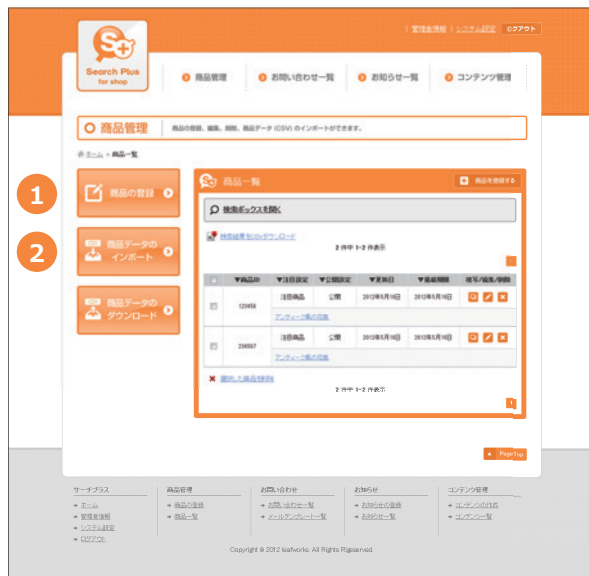 | 管理者情報 | システム設定 ログアウト
S+
Search Plus
for shop
商品管理
お問い合わせ一覧
お知らせ一覧
コンテンツ管理
商品管理
商品の登録、編集、削除、商品データ (CSV) のインポートができます。
ホーム » 商品一覧
1
商品の登録
2
商品データの
インポート
商品データの
ダウンロード
S+ 商品一覧
商品を登録する
検索ボックスを開く
検索結果をCSVダウンロード
2 件中 1-2 件表示
1
▼商品ID ▼注目設定 ▼公開設定 ▼更新日 ▼掲載期限 複写/編集/削除
123456 注目商品 公開 2012年5月16日 2012年5月16日
アンティーク風の花瓶
234567 注目商品 公開 2012年5月16日 2012年5月16日
アンティーク風の花瓶
選択した商品を削除
2 件中 1-2 件表示
1
▲ PageTop
サーチプラス
ホーム
管理者情報
システム設定
ログアウト
商品管理
商品の登録
商品一覧
お問い合わせ
お問い合わせ一覧
メールテンプレート一覧
お知らせ
お知らせの登録
お知らせ一覧
コンテンツ管理
コンテンツの作成
コンテンツ一覧
Copyright © 2012 leafworks. All Rights Rigeserved.